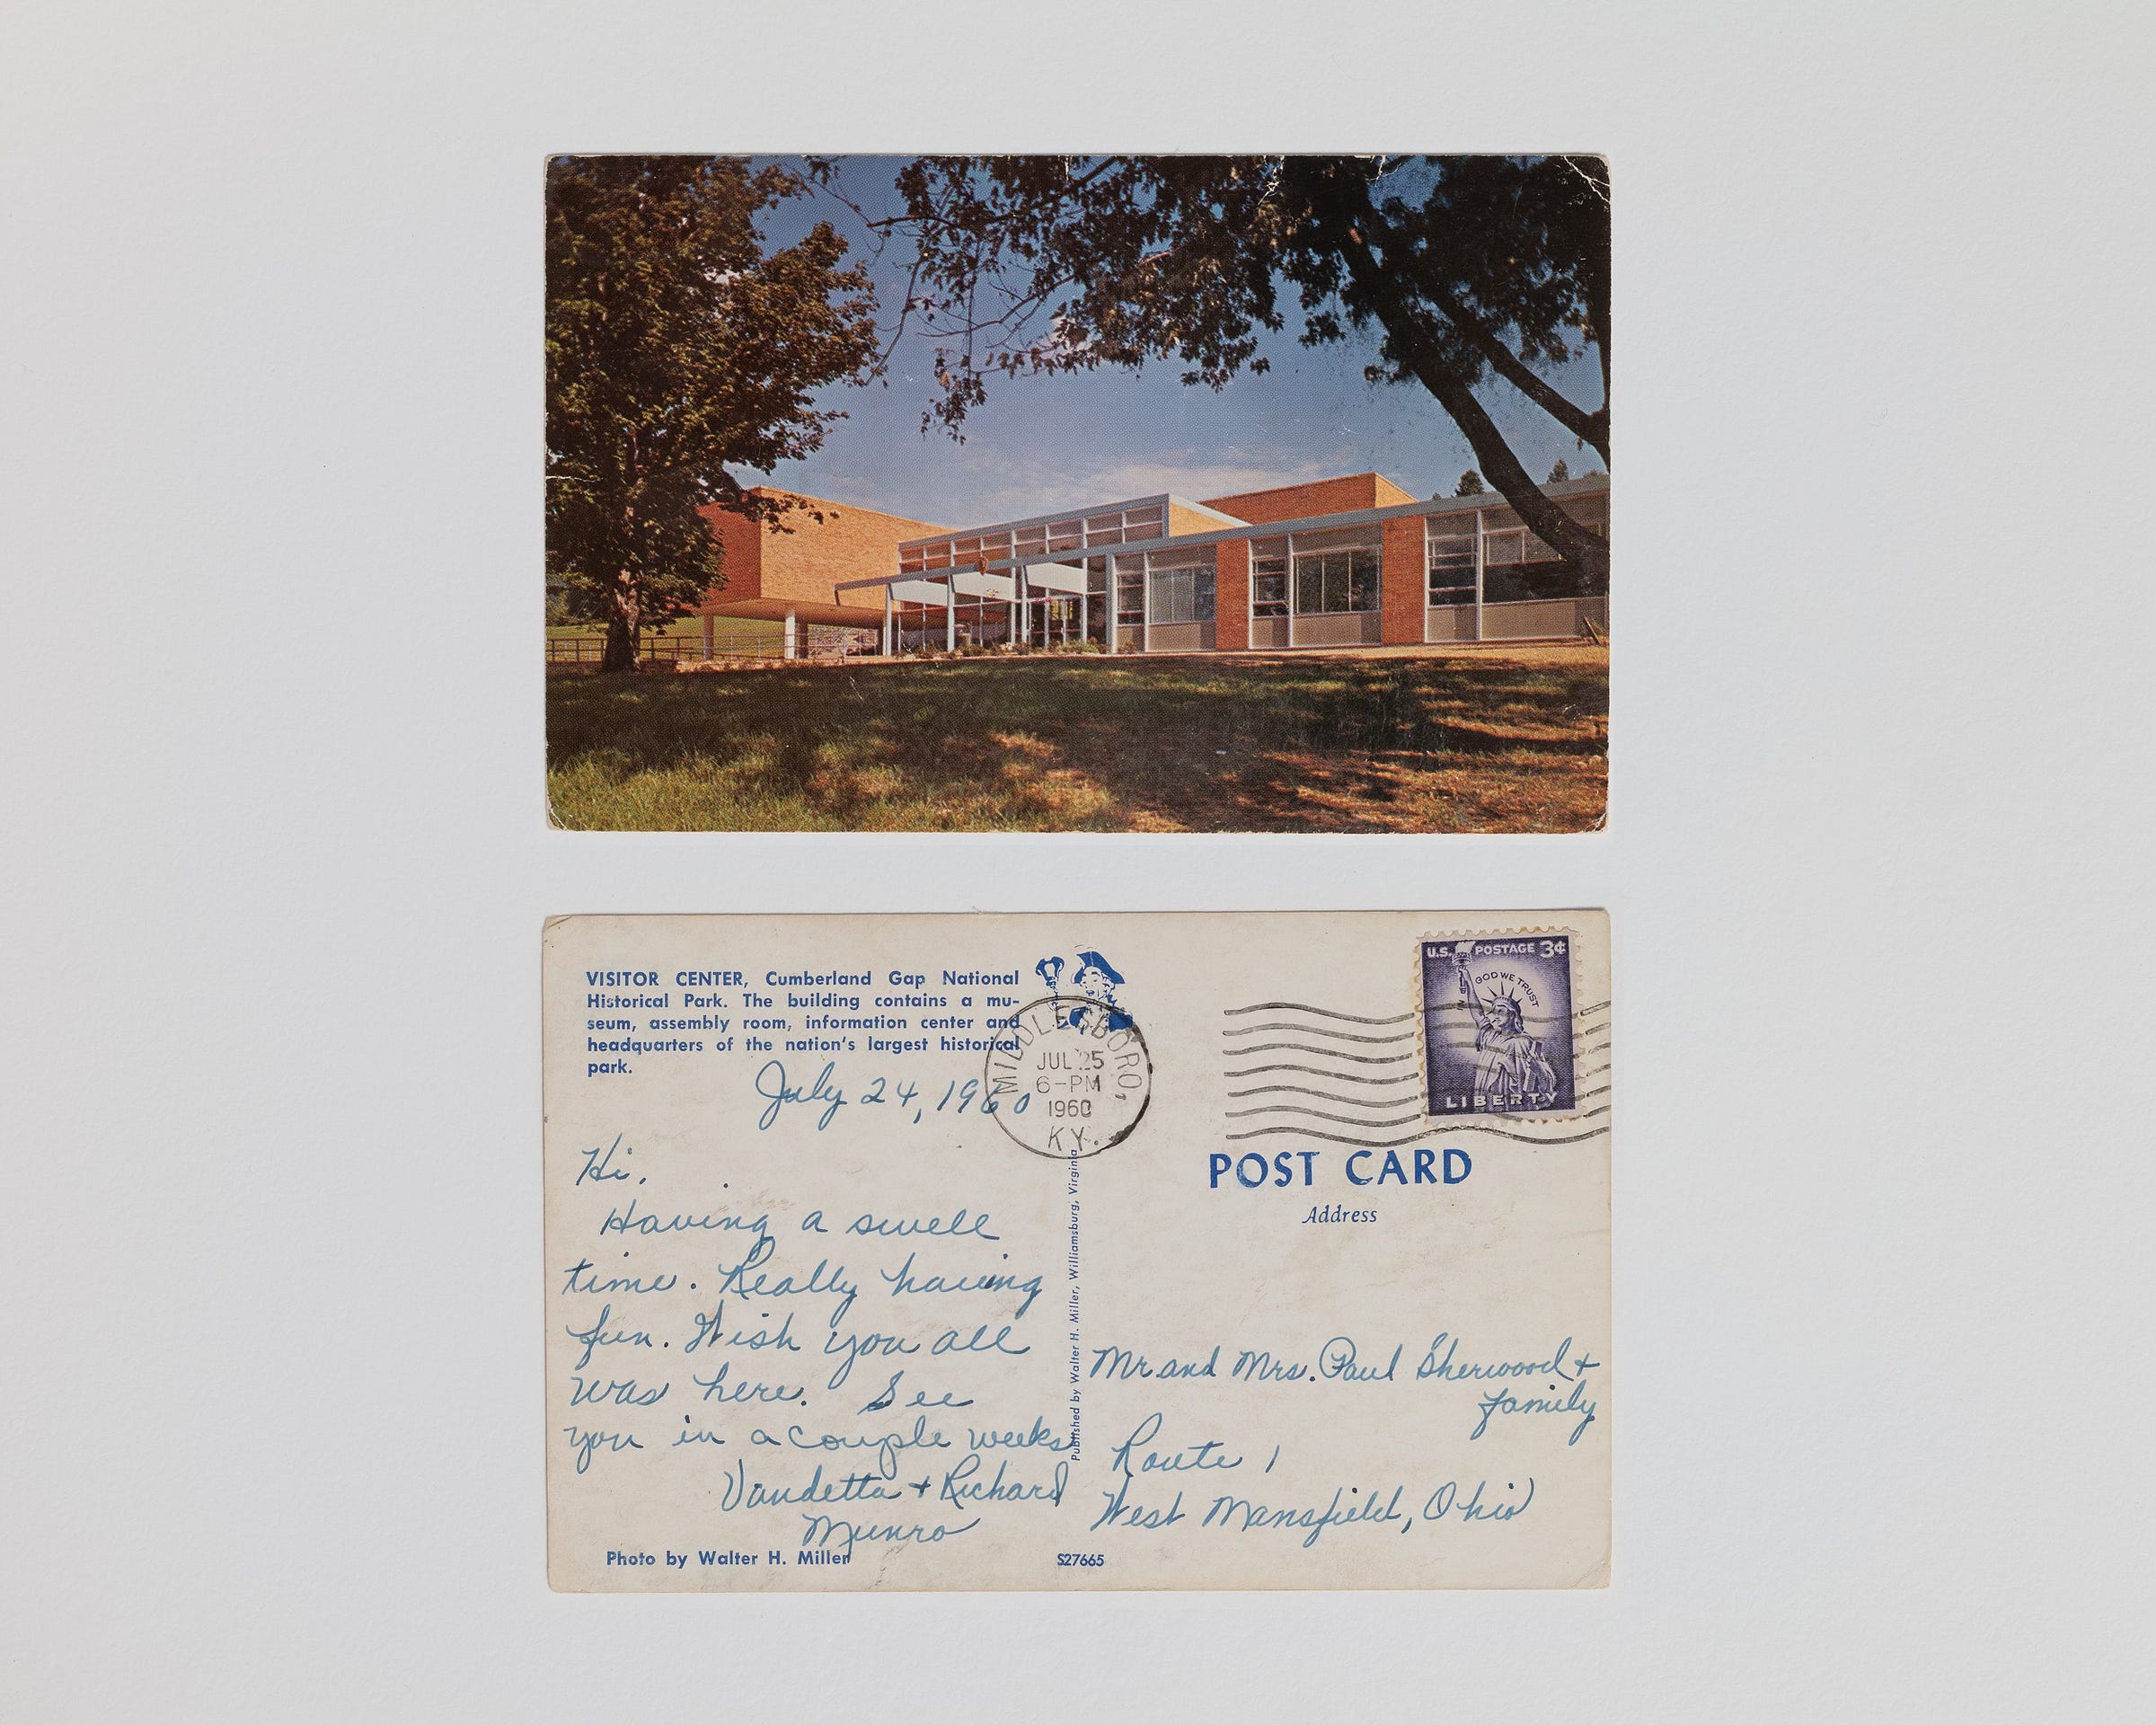 VISITOR CENTER, Cumberland Gap National
Historical Park. The building contains a mu-
seum, assembly room, information center and
headquarters of the nation's largest historical
park.
July 24, 1960
Hi,
Having a swell
time. Really having
fun. Wish you all
was here. See
you in a couple weeks
Vandetta + Richard
Munro
Photo by Walter H. Miller
S27665
Published by Walter H. Miller, Williamsburg, Virginia
MIDDLESBORO,
JUL 25
6-PM
1960
KY.
U.S. POSTAGE 3¢
IN GOD WE TRUST
LIBERTY
POST CARD
Address
Mr. and Mrs. Paul Sherwood +
family
Route 1
West Mansfield, Ohio